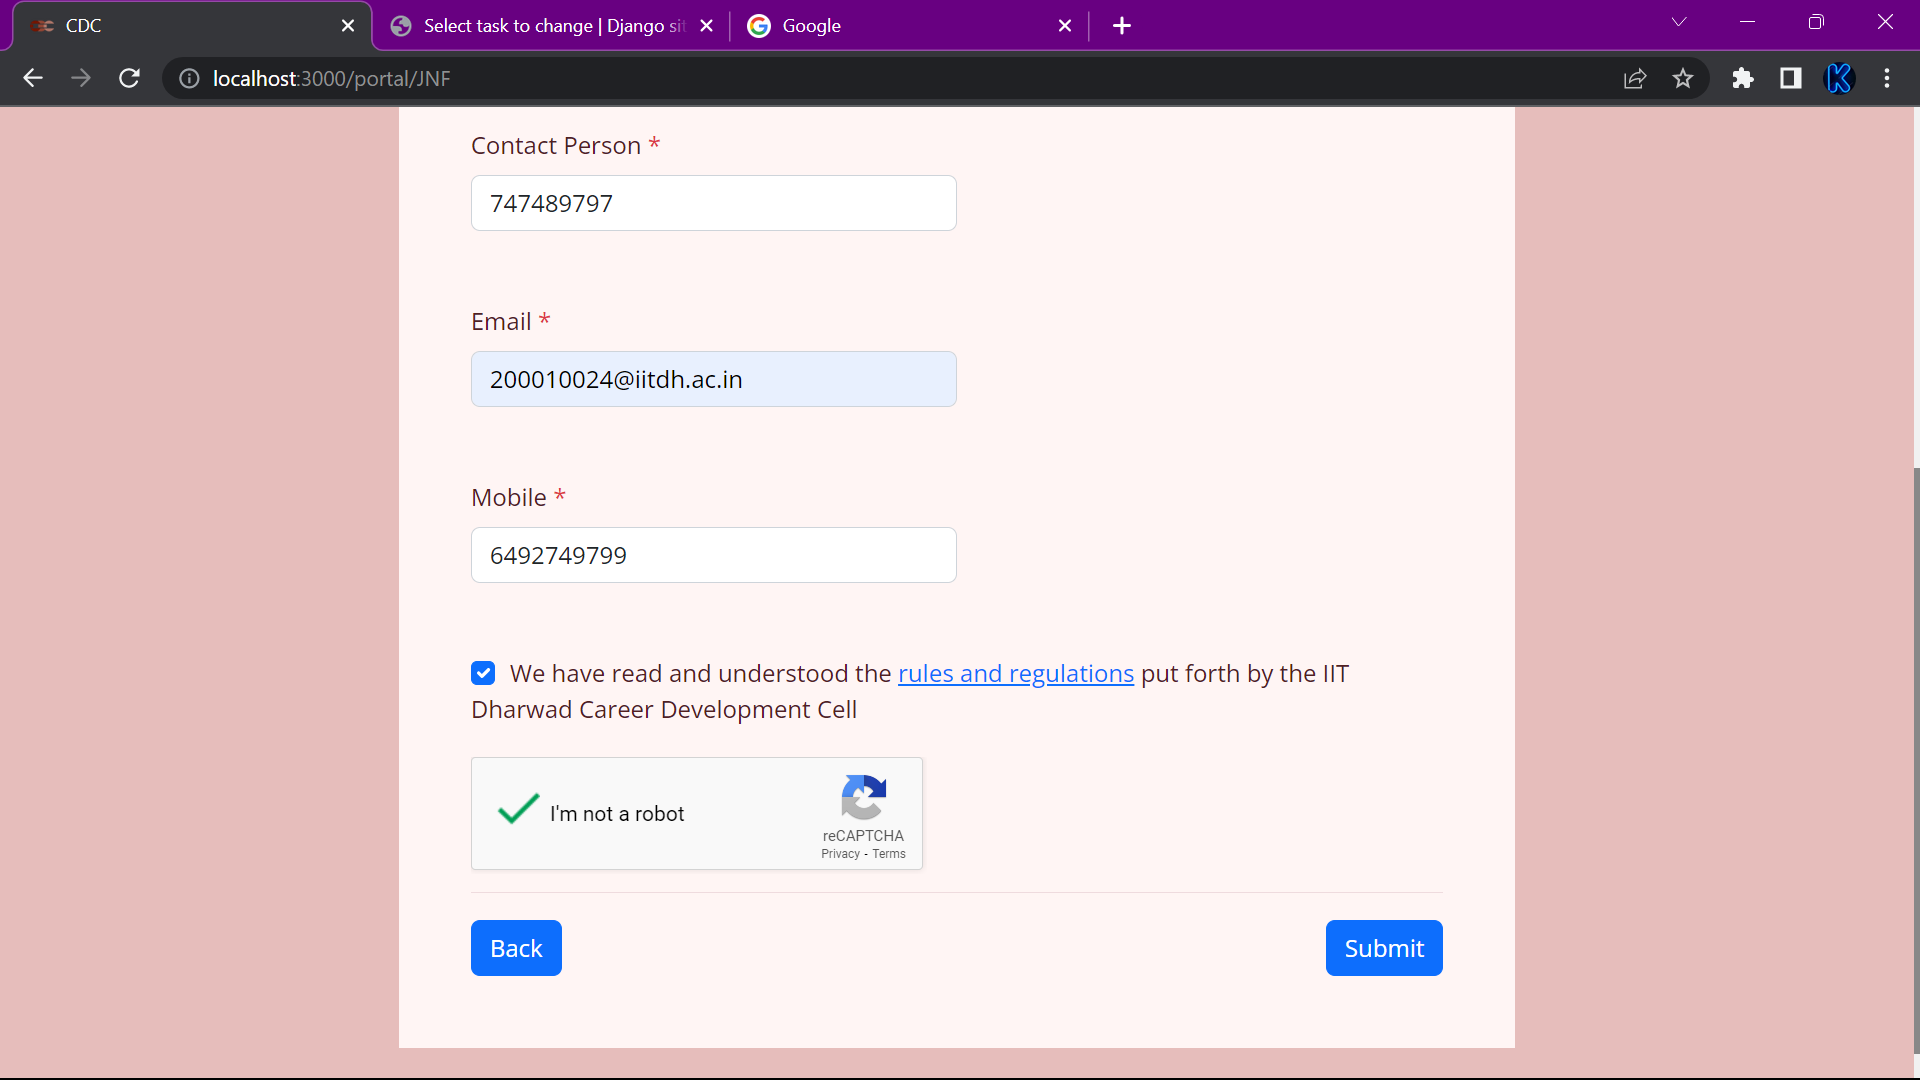 CDC
Select task to change | Django sit
Google
localhost:3000/portal/JNF
Contact Person *
747489797
Email *
200010024@iitdh.ac.in
Mobile *
6492749799
We have read and understood the rules and regulations put forth by the IIT
Dharwad Career Development Cell
I'm not a robot
reCAPTCHA
Privacy - Terms
Back
Submit